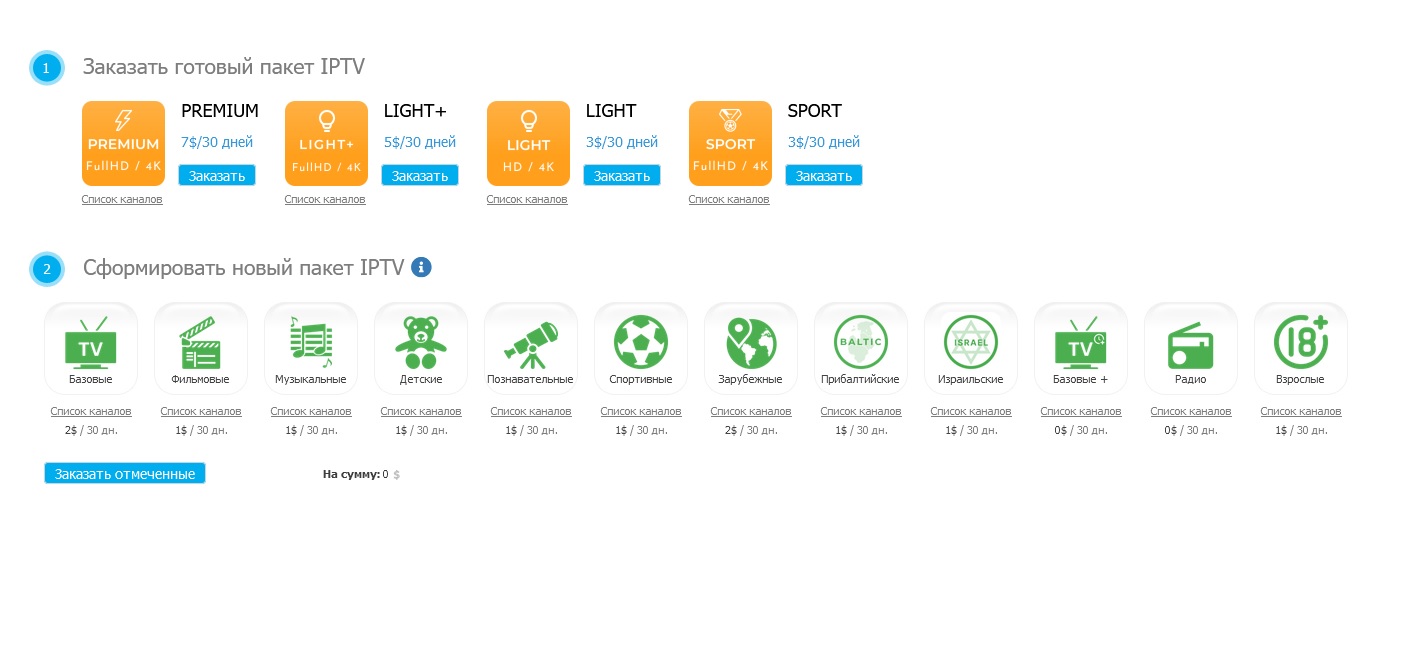 1 Заказать готовый пакет IPTV
PREMIUM
FullHD / 4K
PREMIUM
7$/30 дней
Заказать
Список каналов
LIGHT+
FullHD / 4K
LIGHT+
5$/30 дней
Заказать
Список каналов
LIGHT
HD / 4K
LIGHT
3$/30 дней
Заказать
Список каналов
SPORT
FullHD / 4K
SPORT
3$/30 дней
Заказать
Список каналов
2 Сформировать новый пакет IPTV i
TV
Базовые
Список каналов
2$ / 30 дн.
Фильмовые
Список каналов
1$ / 30 дн.
Музыкальные
Список каналов
1$ / 30 дн.
Детские
Список каналов
1$ / 30 дн.
Познавательные
Список каналов
1$ / 30 дн.
Спортивные
Список каналов
1$ / 30 дн.
Зарубежные
Список каналов
2$ / 30 дн.
BALTIC
Прибалтийские
Список каналов
1$ / 30 дн.
ISRAEL
Израильские
Список каналов
1$ / 30 дн.
TV
Базовые +
Список каналов
0$ / 30 дн.
Радио
Список каналов
0$ / 30 дн.
18+
Взрослые
Список каналов
1$ / 30 дн.
Заказать отмеченные
На сумму: 0 $